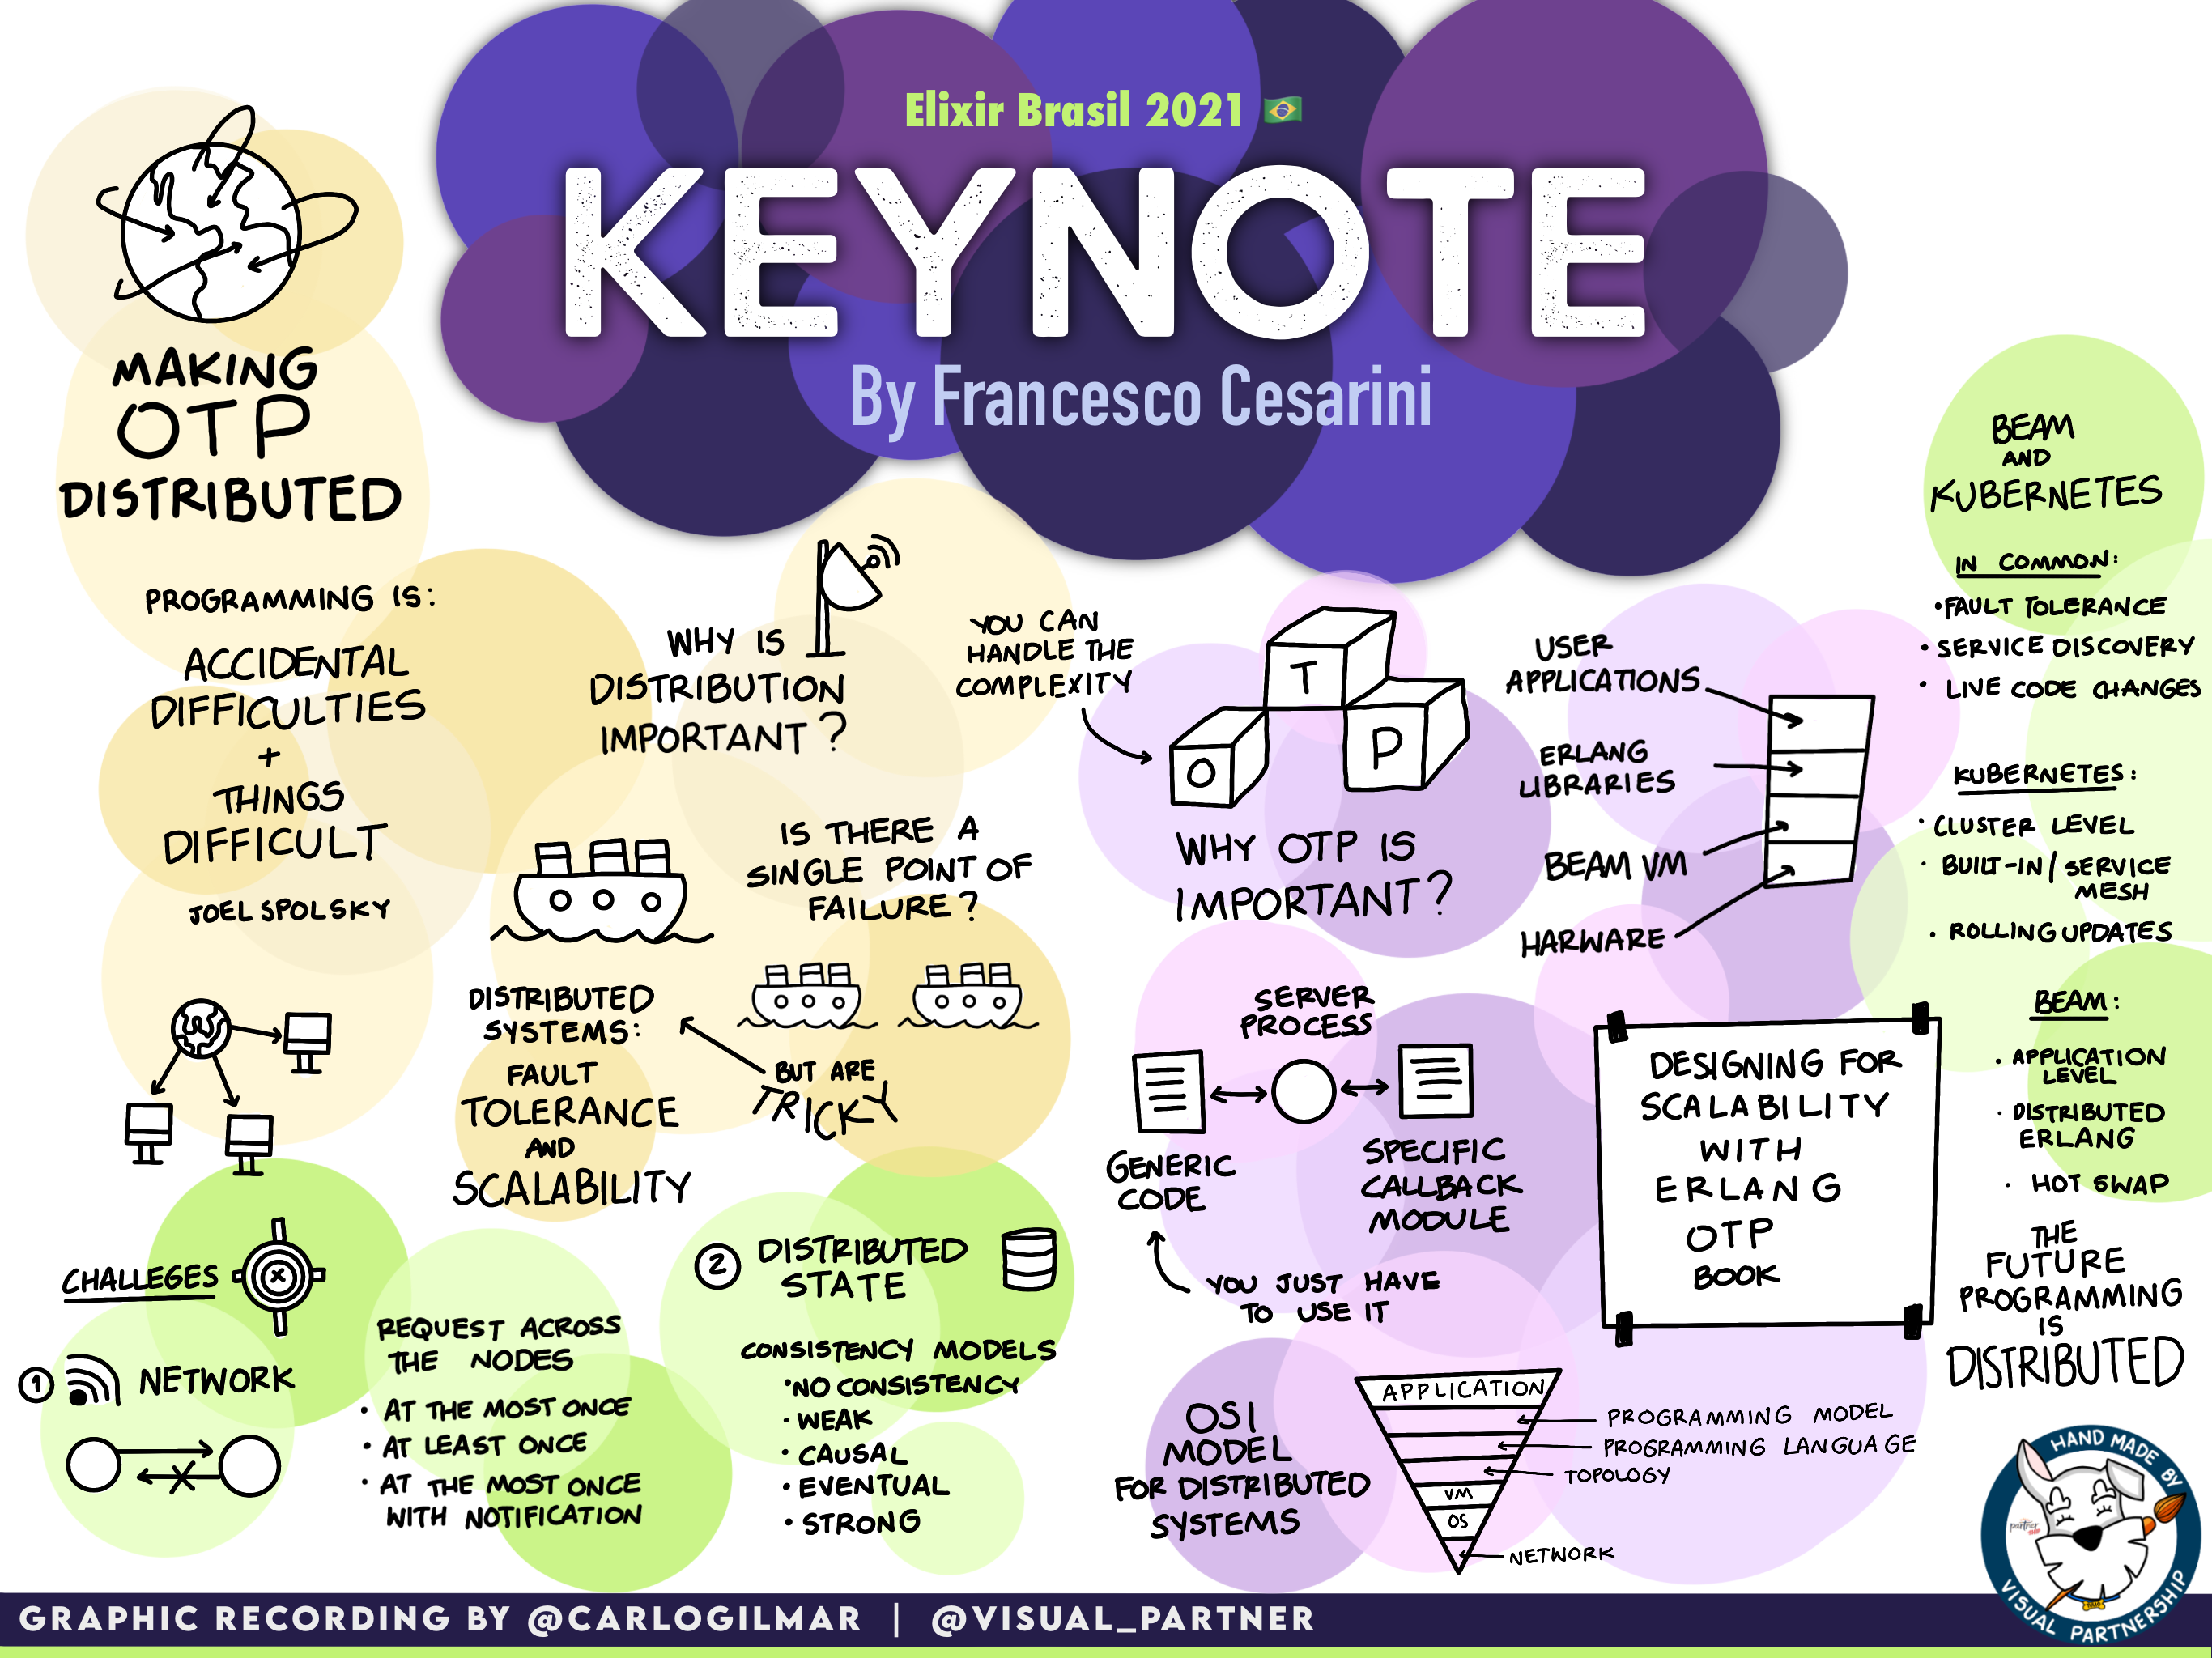 Elixir Brasil 2021
KEYNOTE
By Francesco Cesarini
MAKING
OTP
DISTRIBUTED
PROGRAMMING IS:
ACCIDENTAL
DIFFICULTIES
+
THINGS
DIFFICULT
JOEL SPOLSKY
WHY IS
DISTRIBUTION
IMPORTANT?
IS THERE A
SINGLE POINT OF
FAILURE?
DISTRIBUTED
SYSTEMS:
FAULT
TOLERANCE
AND
SCALABILITY
BUT ARE
TRICKY
CHALLEGES
1 NETWORK
REQUEST ACROSS
THE NODES
• AT THE MOST ONCE
• AT LEAST ONCE
• AT THE MOST ONCE
WITH NOTIFICATION
2 DISTRIBUTED
STATE
CONSISTENCY MODELS
• NO CONSISTENCY
• WEAK
• CAUSAL
• EVENTUAL
• STRONG
YOU CAN
HANDLE THE
COMPLEXITY
O
T
P
WHY OTP IS
IMPORTANT?
USER
APPLICATIONS
ERLANG
LIBRARIES
BEAM VM
HARWARE
SERVER
PROCESS
GENERIC
CODE
SPECIFIC
CALLBACK
MODULE
YOU JUST HAVE
TO USE IT
DESIGNING FOR
SCALABILITY
WITH
ERLANG
OTP
BOOK
OSI
MODEL
FOR DISTRIBUTED
SYSTEMS
APPLICATION
PROGRAMMING MODEL
PROGRAMMING LANGUAGE
TOPOLOGY
VM
OS
NETWORK
BEAM
AND
KUBERNETES
IN COMMON:
• FAULT TOLERANCE
• SERVICE DISCOVERY
• LIVE CODE CHANGES
KUBERNETES:
• CLUSTER LEVEL
• BUILT-IN/SERVICE
MESH
• ROLLING UPDATES
BEAM:
• APPLICATION
LEVEL
• DISTRIBUTED
ERLANG
• HOT SWAP
THE
FUTURE
PROGRAMMING
IS
DISTRIBUTED
HAND MADE BY
VISUAL PARTNERSHIP
GRAPHIC RECORDING BY @CARLOGILMAR | @VISUAL_PARTNER